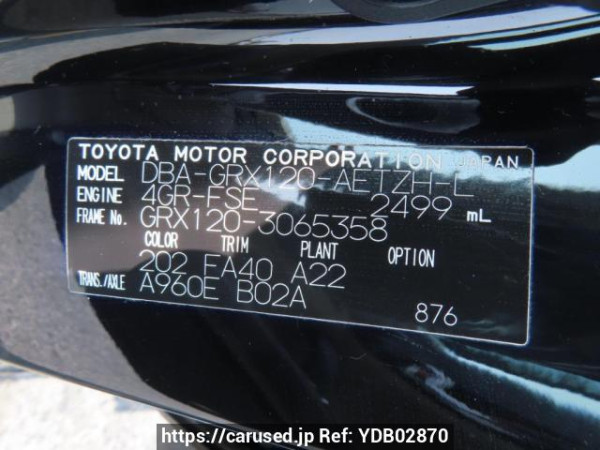 TOYOTA MOTOR CORPORATION JAPAN
MODEL DBA-GRX120-AETZH-L
ENGINE 4GR-FSE 2499 mL
FRAME No. GRX120-3065358
COLOR TRIM PLANT OPTION
202 FA40 A22
TRANS./AXLE A960E B02A
876
https://carused.jp Ref: YDB02870